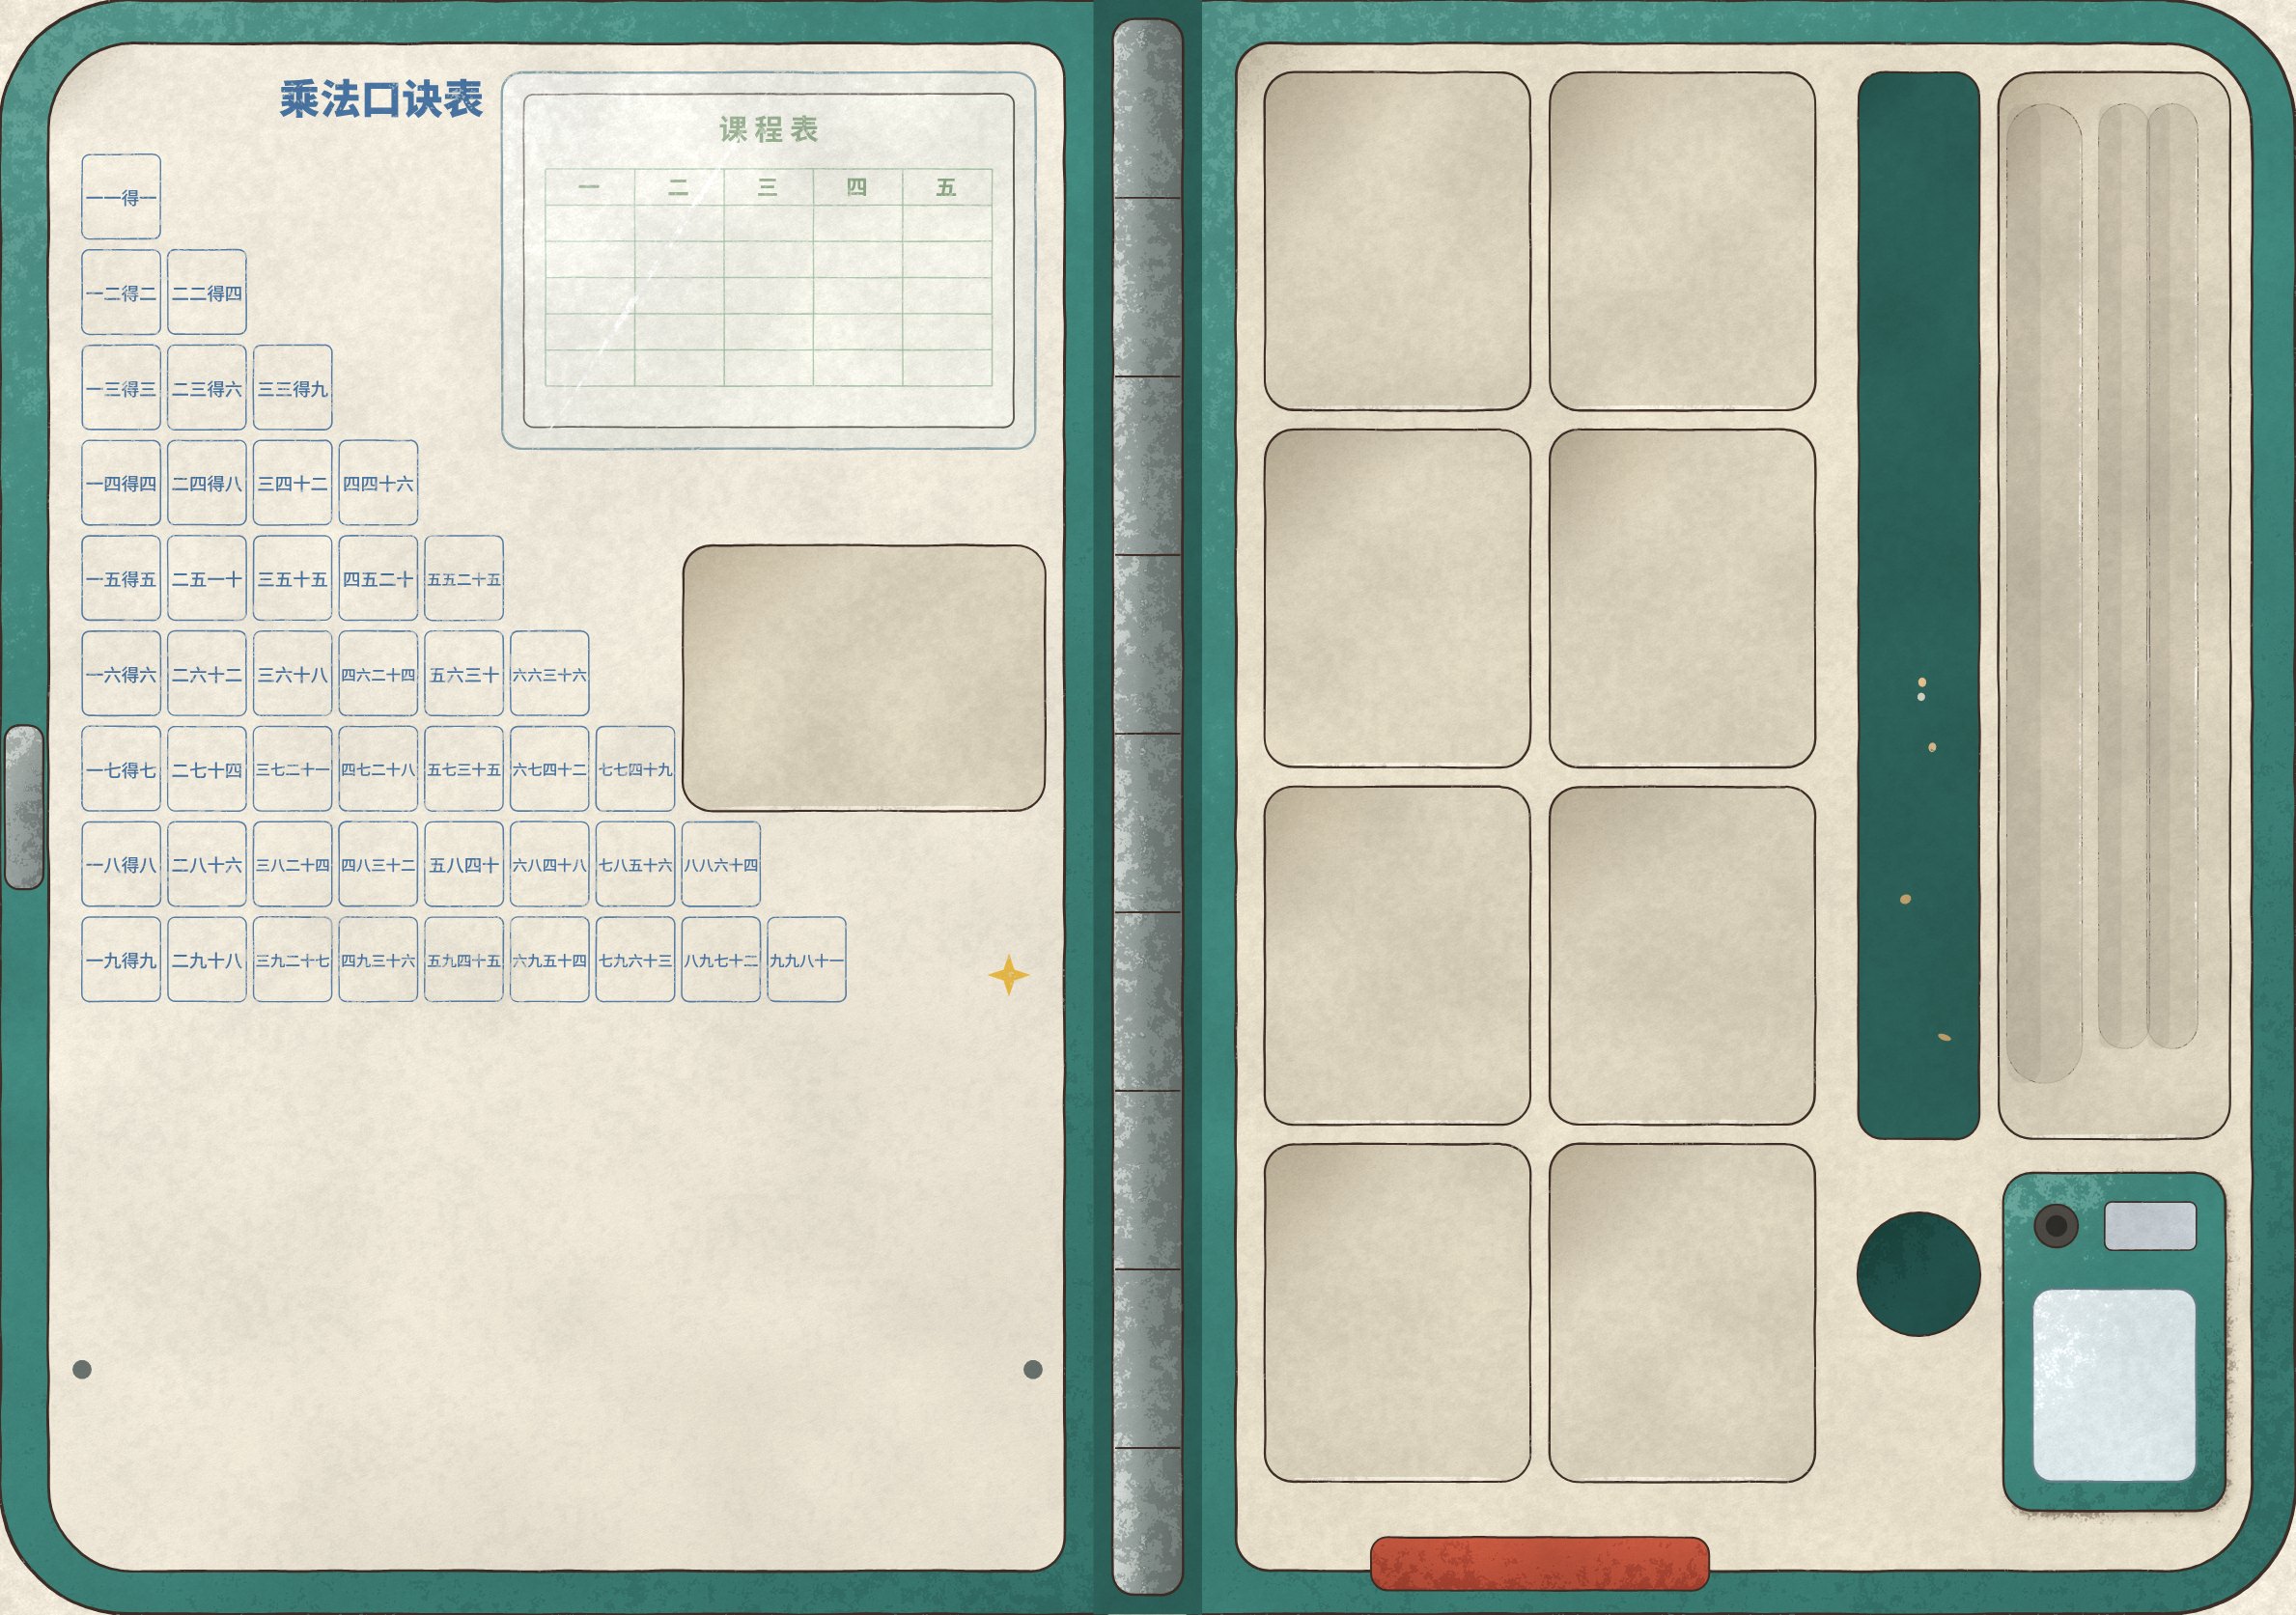 乘法口诀表
课程表
一 二 三 四 五
一一得一
一二得二 二二得四
一三得三 二三得六 三三得九
一四得四 二四得八 三四十二 四四十六
一五得五 二五一十 三五十五 四五二十 五五二十五
一六得六 二六十二 三六十八 四六二十四 五六三十 六六三十六
一七得七 二七十四 三七二十一 四七二十八 五七三十五 六七四十二 七七四十九
一八得八 二八十六 三八二十四 四八三十二 五八四十 六八四十八 七八五十六 八八六十四
一九得九 二九十八 三九二十七 四九三十六 五九四十五 六九五十四 七九六十三 八九七十二 九九八十一